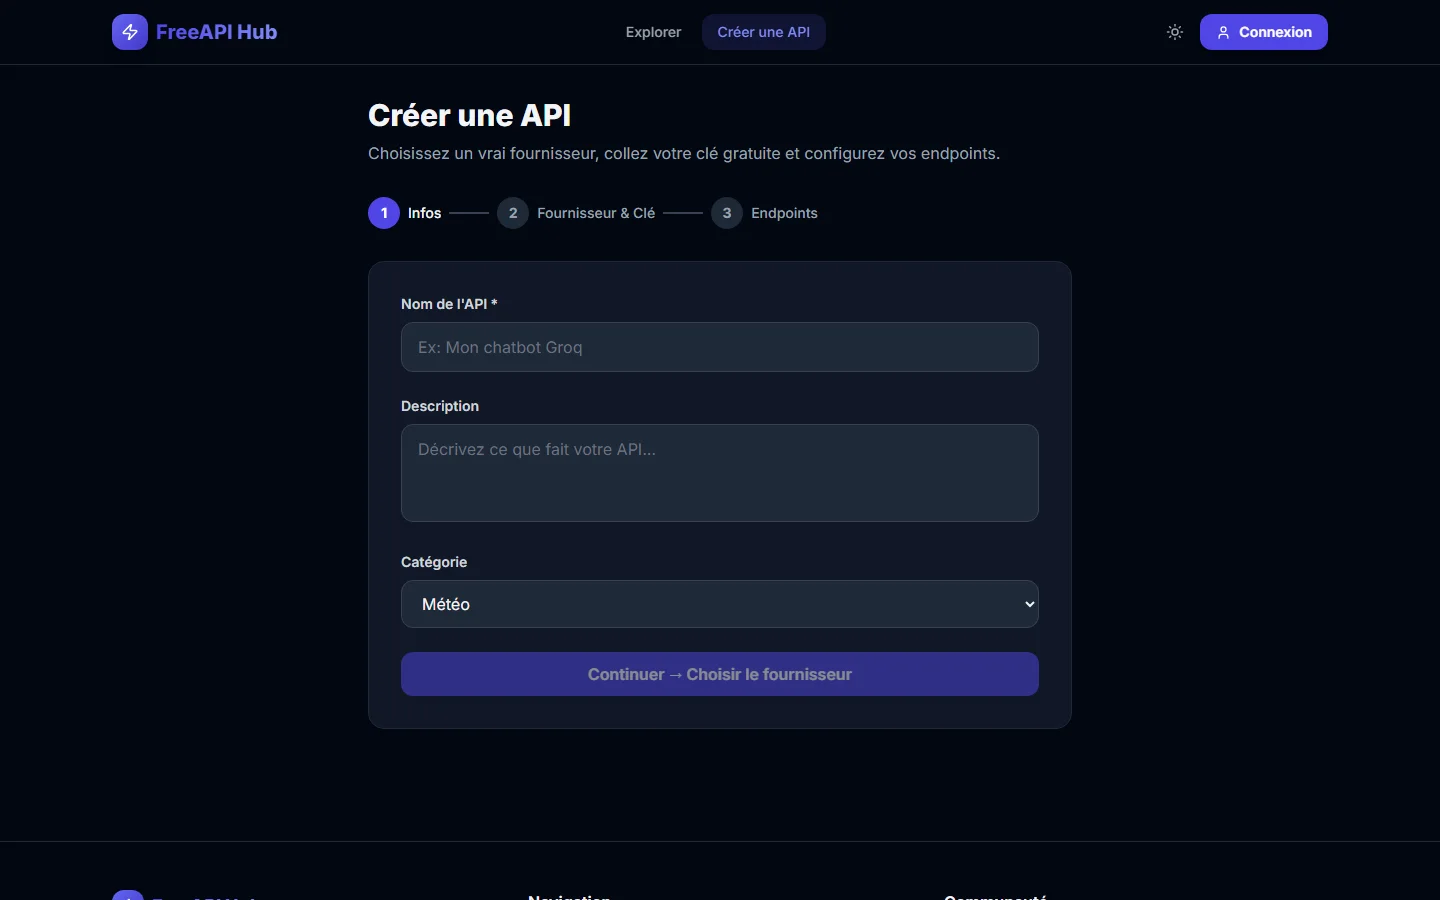 FreeAPI Hub
Explorer
Créer une API
Connexion
Créer une API
Choisissez un vrai fournisseur, collez votre clé gratuite et configurez vos endpoints.
1 Infos 2 Fournisseur & Clé 3 Endpoints
Nom de l'API *
Ex: Mon chatbot Groq
Description
Décrivez ce que fait votre API...
Catégorie
Météo
Continuer → Choisir le fournisseur
Navigation
Communauté